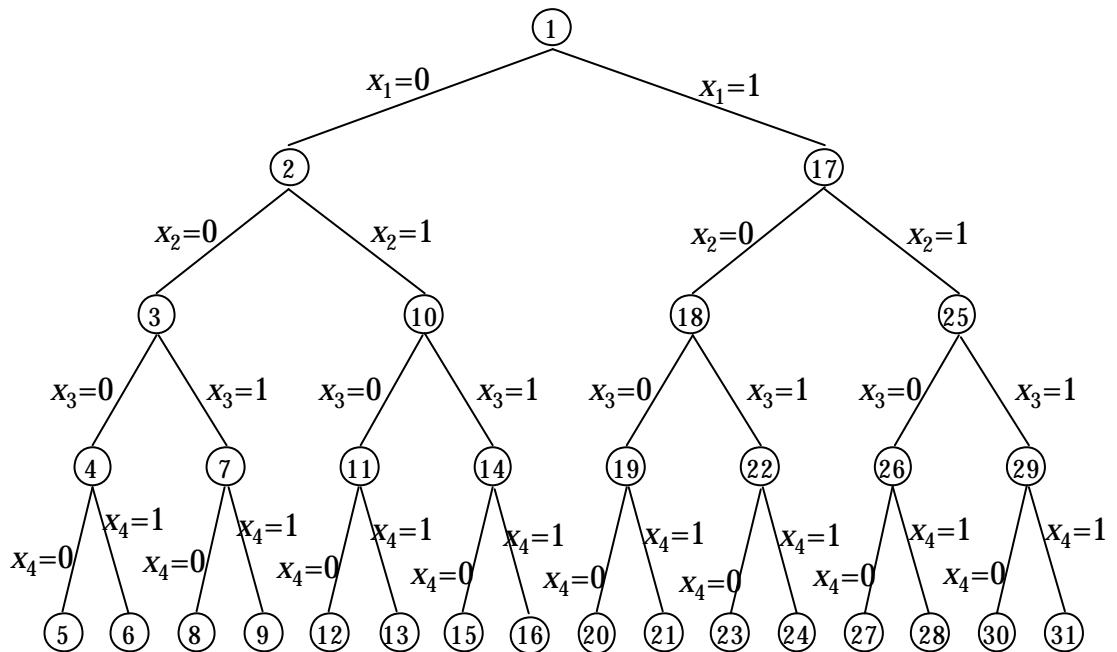 1
x₁=0 x₁=1
2 17
x₂=0 x₂=1 x₂=0 x₂=1
3 10 18 25
x₃=0 x₃=1 x₃=0 x₃=1 x₃=0 x₃=1 x₃=0 x₃=1
4 7 11 14 19 22 26 29
x₄=0 x₄=1 x₄=0 x₄=1 x₄=0 x₄=1 x₄=0 x₄=1 x₄=0 x₄=1 x₄=0 x₄=1 x₄=0 x₄=1 x₄=0 x₄=1
5 6 8 9 12 13 15 16 20 21 23 24 27 28 30 31